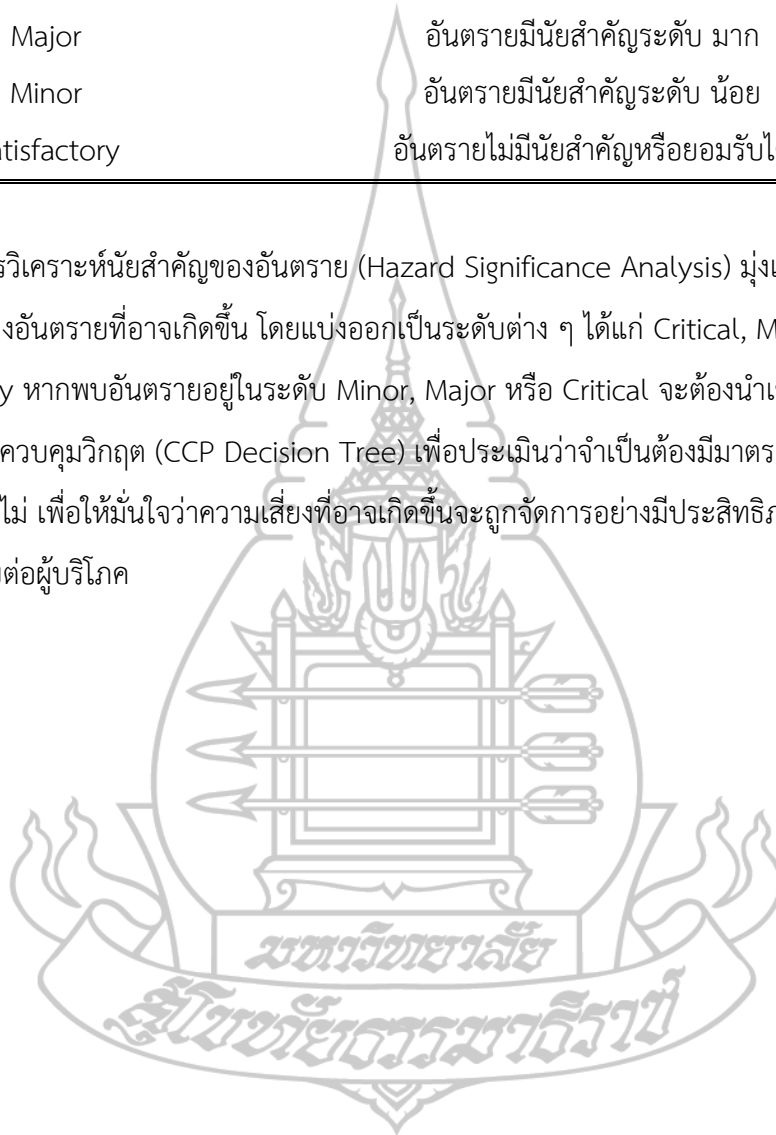 Major อันตรายมีนัยสำคัญระดับ มาก
Minor อันตรายมีนัยสำคัญระดับ น้อย
atisfactory อันตรายไม่มีนัยสำคัญหรือยอมรับไ
รวิเคราะห์นัยสำคัญของอันตราย (Hazard Significance Analysis) มุ่งเ
งอันตรายที่อาจเกิดขึ้น โดยแบ่งออกเป็นระดับต่าง ๆ ได้แก่ Critical, M
y หากพบอันตรายอยู่ในระดับ Minor, Major หรือ Critical จะต้องนำเ
ควบคุมวิกฤต (CCP Decision Tree) เพื่อประเมินว่าจำเป็นต้องมีมาตร
ไม่ เพื่อให้มั่นใจว่าความเสี่ยงที่อาจเกิดขึ้นจะถูกจัดการอย่างมีประสิทธิภ
ต่อผู้บริโภค
มหาวิทยาลัย
สุโขทัยธรรมาธิราช